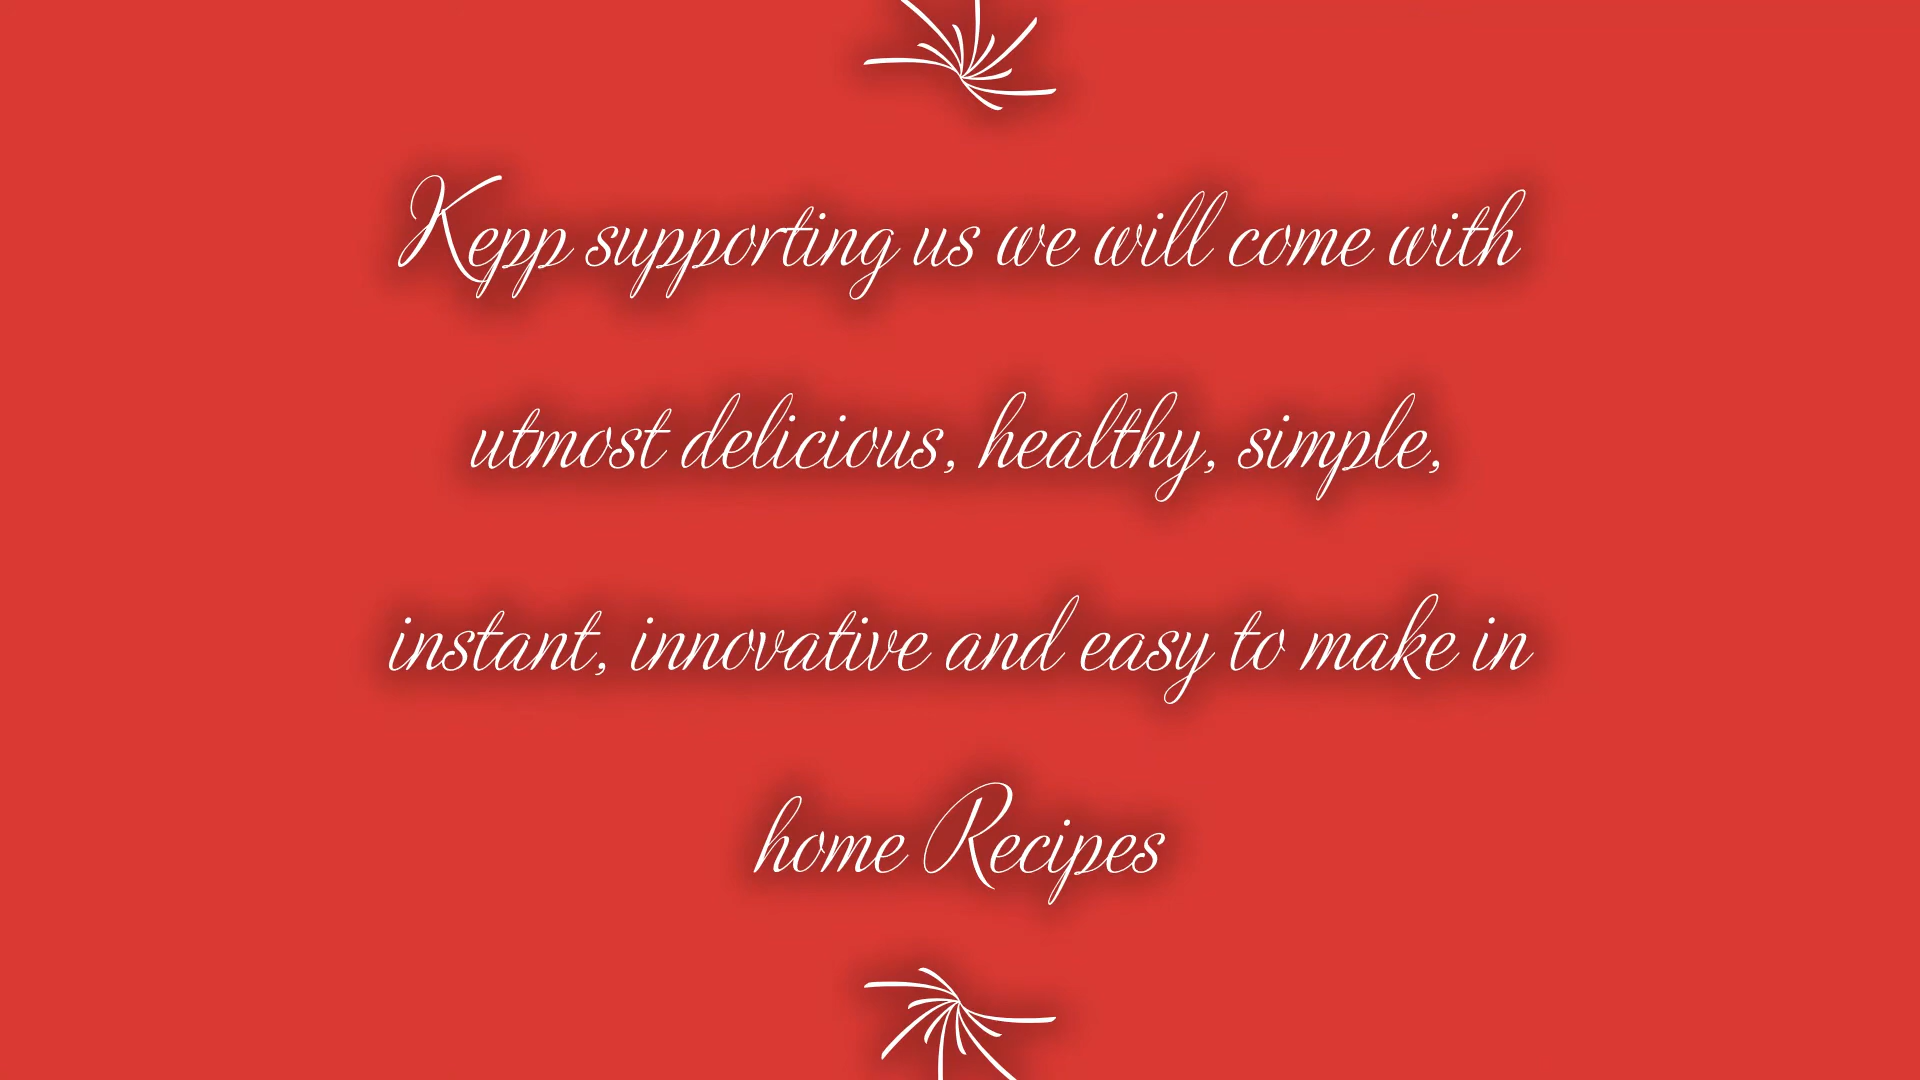 Kepp supporting us we will come with
utmost delicious, healthy, simple,
instant, innovative and easy to make in
home Recipes